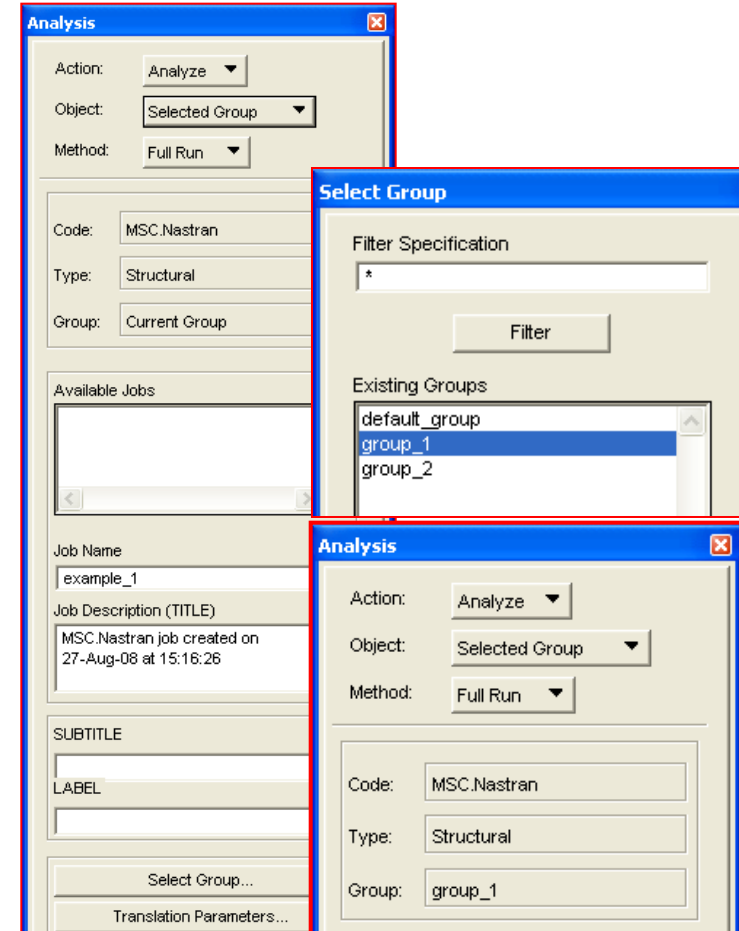 Analysis
Action: Analyze
Object: Selected Group
Method: Full Run
Code: MSC.Nastran
Type: Structural
Group: Current Group
Available Jobs
Job Name
example_1
Job Description (TITLE)
MSC.Nastran job created on
27-Aug-08 at 15:16:26
SUBTITLE
LABEL
Select Group...
Translation Parameters...
Select Group
Filter Specification
*
Filter
Existing Groups
default_group
group_1
group_2
Analysis
Action: Analyze
Object: Selected Group
Method: Full Run
Code: MSC.Nastran
Type: Structural
Group: group_1